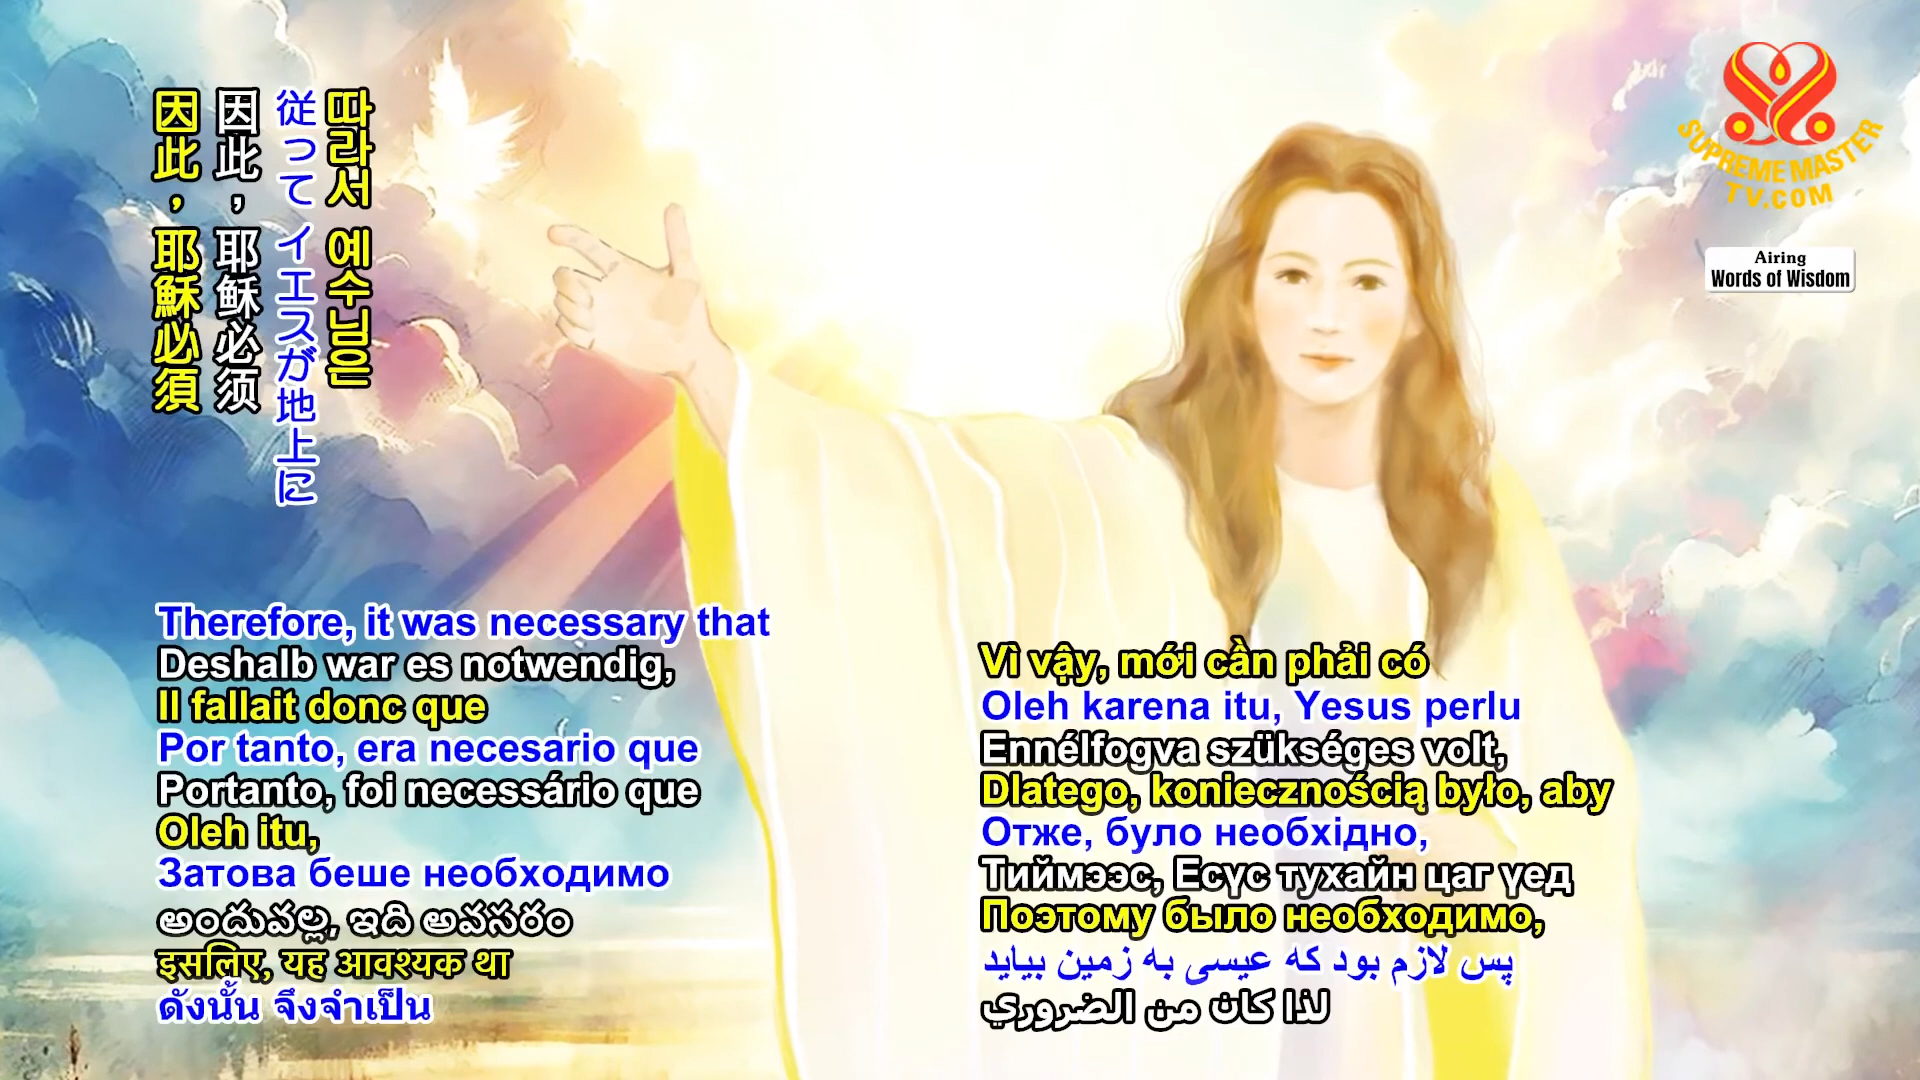 因此，耶穌必須
因此，耶稣必须
従って イエスが地上に
따라서 예수님은
SUPREME MASTER
TV.COM
Airing
Words of Wisdom
Therefore, it was necessary that
Deshalb war es notwendig,
Il fallait donc que
Por tanto, era necesario que
Portanto, foi necessário que
Oleh itu,
Затова беше необходимо
అందువల్ల, ఇది అవసరం
इसलिए, यह आवश्यक था
ดังนั้น จึงจำเป็น
Vì vậy, mới cần phải có
Oleh karena itu, Yesus perlu
Ennélfogva szükséges volt,
Dlatego, koniecznością było, aby
Отже, було необхідно,
Тиймээс, Есүс тухайн цаг үед
Поэтому было необходимо,
پس لازم بود که عیسی به زمین بیاید
لذا كان من الضروري